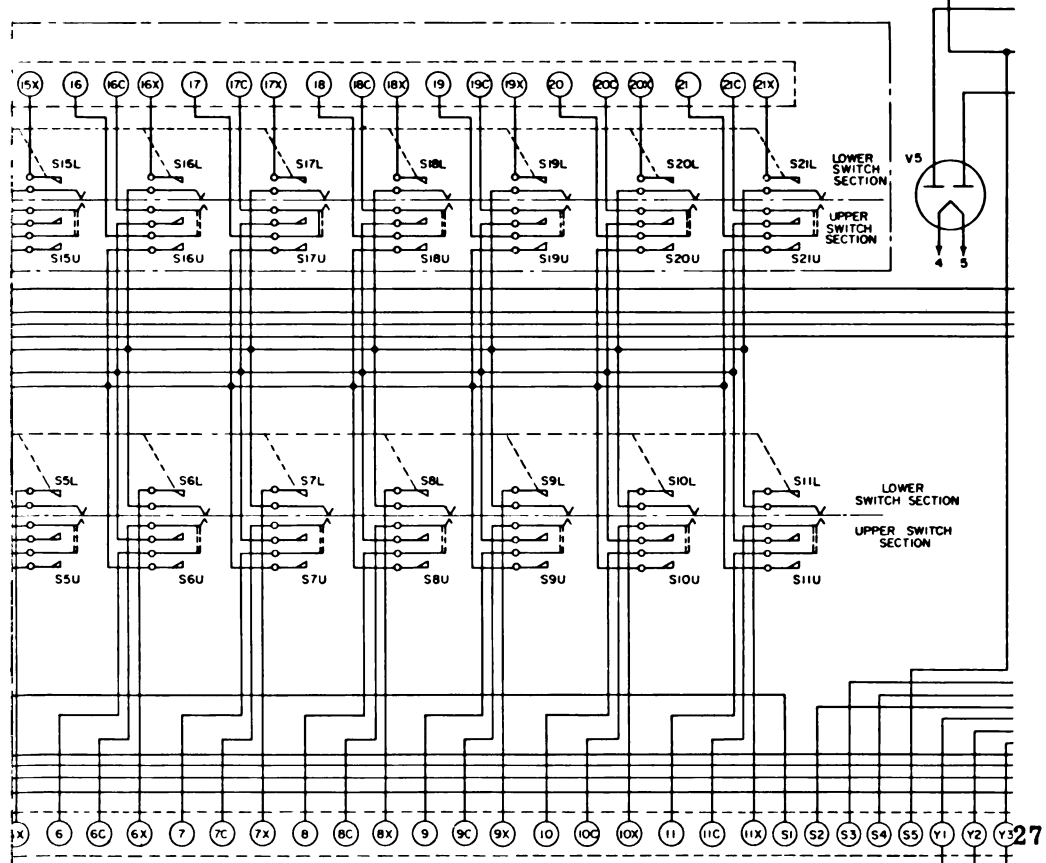 15X 16 16C 16X 17 17C 17X 18 18C 18X 19 19C 19X 20 20C 20X 21 21C 21X
S15L S16L S17L S18L S19L S20L S21L
LOWER
SWITCH
SECTION
V5
UPPER
SWITCH
SECTION
S15U S16U S17U S18U S19U S20U S21U
4 5
S5L S6L S7L S8L S9L S10L S11L
LOWER
SWITCH SECTION
UPPER SWITCH
SECTION
S5U S6U S7U S8U S9U S10U S11U
6 6C 6X 7 7C 7X 8 8C 8X 9 9C 9X 10 10C 10X 11 11C 11X S1 S2 S3 S4 S5 Y1 Y2 Y3 27